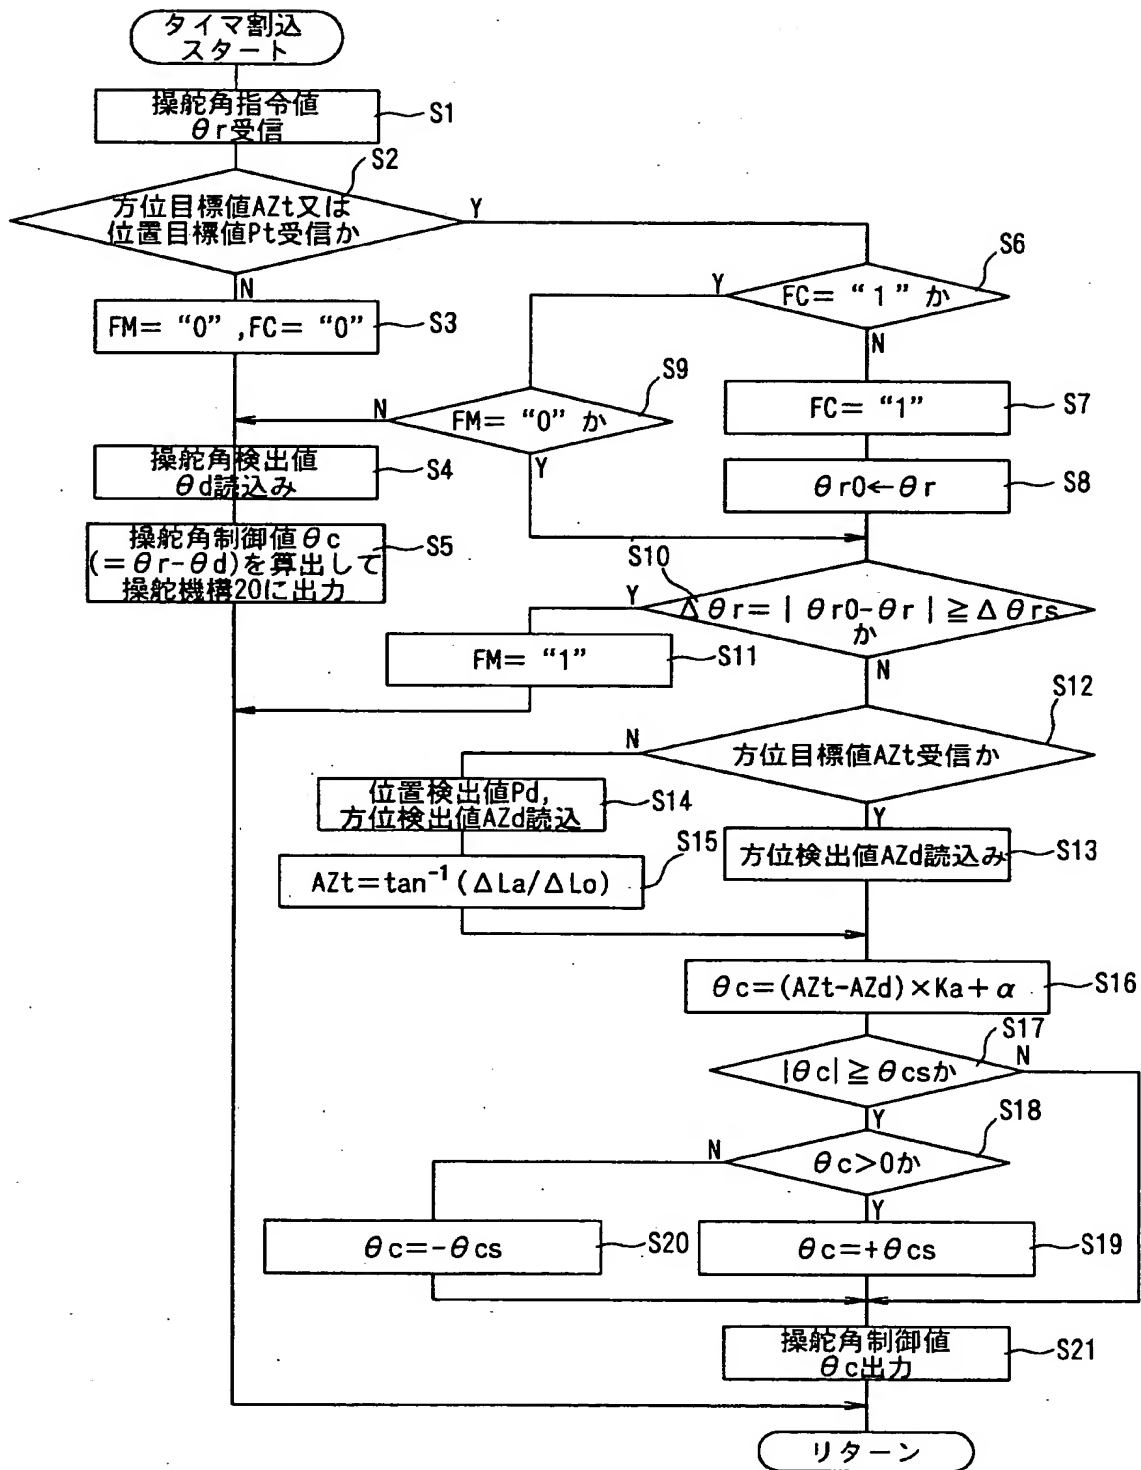 タイマ割込
スタート
操舵角指令値
θr受信
S1
S2
方位目標値AZt又は
位置目標値Pt受信か
Y
N
FM= “0” ,FC= “0”
S3
S6
FC= “1” か
Y
N
S9
FM= “0” か
N
Y
FC= “1”
S7
操舵角検出値
θd読込み
S4
θr0←θr
S8
操舵角制御値θc
(=θr-θd)を算出して
操舵機構20に出力
S5
S10
Δθr=|θr0-θr|≧Δθrs
か
Y
N
FM= “1”
S11
S12
方位目標値AZt受信か
N
Y
位置検出値Pd,
方位検出値AZd読込
S14
方位検出値AZd読込み
S13
S15
AZt=tan⁻¹(ΔLa/ΔLo)
θc=(AZt-AZd)×Ka+α
S16
S17
|θc|≧θcsか
N
Y
S18
θc>0か
N
Y
θc=-θcs
S20
θc=+θcs
S19
操舵角制御値
θc出力
S21
リターン